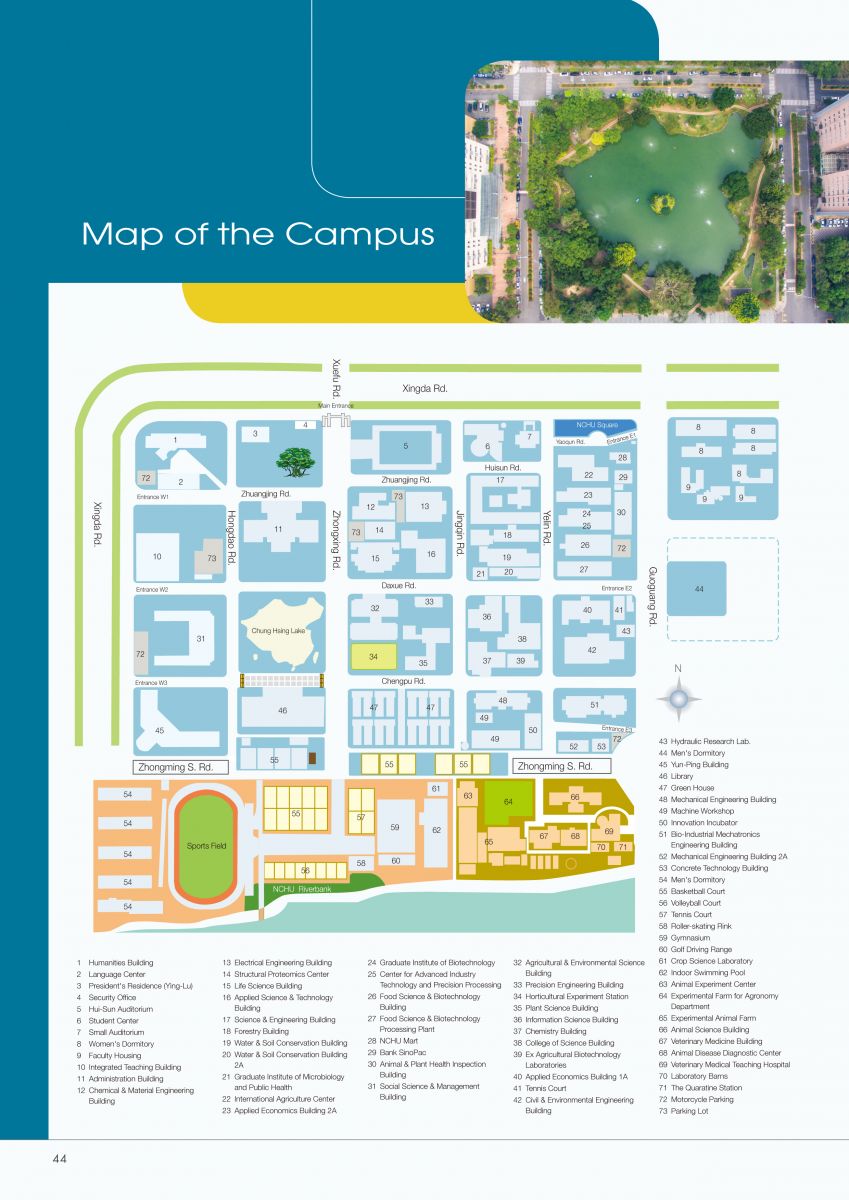 Map of the Campus
Xuefu Rd.
Xingda Rd.
Main Entrance
4
3
1
5
6
7
NCHU Square
Yaoqun Rd.
Entrance E1
8
8
8
8
8
9
9
9
72
2
Huisun Rd.
28
22
29
Entrance W1
Zhuangjing Rd.
Zhuangjing Rd.
17
23
Xingda Rd.
Hongdao Rd.
11
Zhongxing Rd.
12
73
13
73
14
15
16
Jingqn Rd.
18
19
21
20
Yelin Rd.
24
25
30
26
72
27
10
73
Entrance W2
Daxue Rd.
Entrance E2
Guoguang Rd.
44
32
33
36
40
41
Chung Hsing Lake
31
72
34
35
38
37
39
43
42
N
Entrance W3
Chengpu Rd.
45
46
47
47
48
49
49
50
51
Entrance E3
72
52
53
55
Zhongming S. Rd.
55
55
Zhongming S. Rd.
54
54
54
54
54
Sports Field
55
57
59
61
62
63
64
66
65
67
68
69
70
71
56
58
60
NCHU Riverbank
43 Hydraulic Research Lab.
44 Men's Dormitory
45 Yun-Ping Building
46 Library
47 Green House
48 Mechanical Engineering Building
49 Machine Workshop
50 Innovation Incubator
51 Bio-Industrial Mechatronics
Engineering Building
52 Mechanical Engineering Building 2A
53 Concrete Technology Building
54 Men's Dormitory
55 Basketball Court
56 Volleyball Court
57 Tennis Court
58 Roller-skating Rink
59 Gymnasium
60 Golf Driving Range
61 Crop Science Laboratory
62 Indoor Swimming Pool
63 Animal Experiment Center
64 Experimental Farm for Agronomy
Department
65 Experimental Animal Farm
66 Animal Science Building
67 Veterinary Medicine Building
68 Animal Disease Diagnostic Center
69 Veterinary Medical Teaching Hospital
70 Laboratory Barns
71 The Quaratine Station
72 Motorcycle Parking
73 Parking Lot
1 Humanities Building
2 Language Center
3 President's Residence (Ying-Lu)
4 Security Office
5 Hui-Sun Auditorium
6 Student Center
7 Small Auditorium
8 Women's Dormitory
9 Faculty Housing
10 Integrated Teaching Building
11 Administration Building
12 Chemical & Material Engineering
Building
13 Electrical Engineering Building
14 Structural Proteomics Center
15 Life Science Building
16 Applied Science & Technology
Building
17 Science & Engineering Building
18 Forestry Building
19 Water & Soil Conservation Building
20 Water & Soil Conservation Building
2A
21 Graduate Institute of Microbiology
and Public Health
22 International Agriculture Center
23 Applied Economics Building 2A
24 Graduate Institute of Biotechnology
25 Center for Advanced Industry
Technology and Precision Processing
26 Food Science & Biotechnology
Building
27 Food Science & Biotechnology
Processing Plant
28 NCHU Mart
29 Bank SinoPac
30 Animal & Plant Health Inspection
Building
31 Social Science & Management
Building
32 Agricultural & Environmental Science
Building
33 Precision Engineering Building
34 Horticultural Experiment Station
35 Plant Science Building
36 Information Science Building
37 Chemistry Building
38 College of Science Building
39 Ex Agricultural Biotechnology
Laboratories
40 Applied Economics Building 1A
41 Tennis Court
42 Civil & Environmental Engineering
Building
44